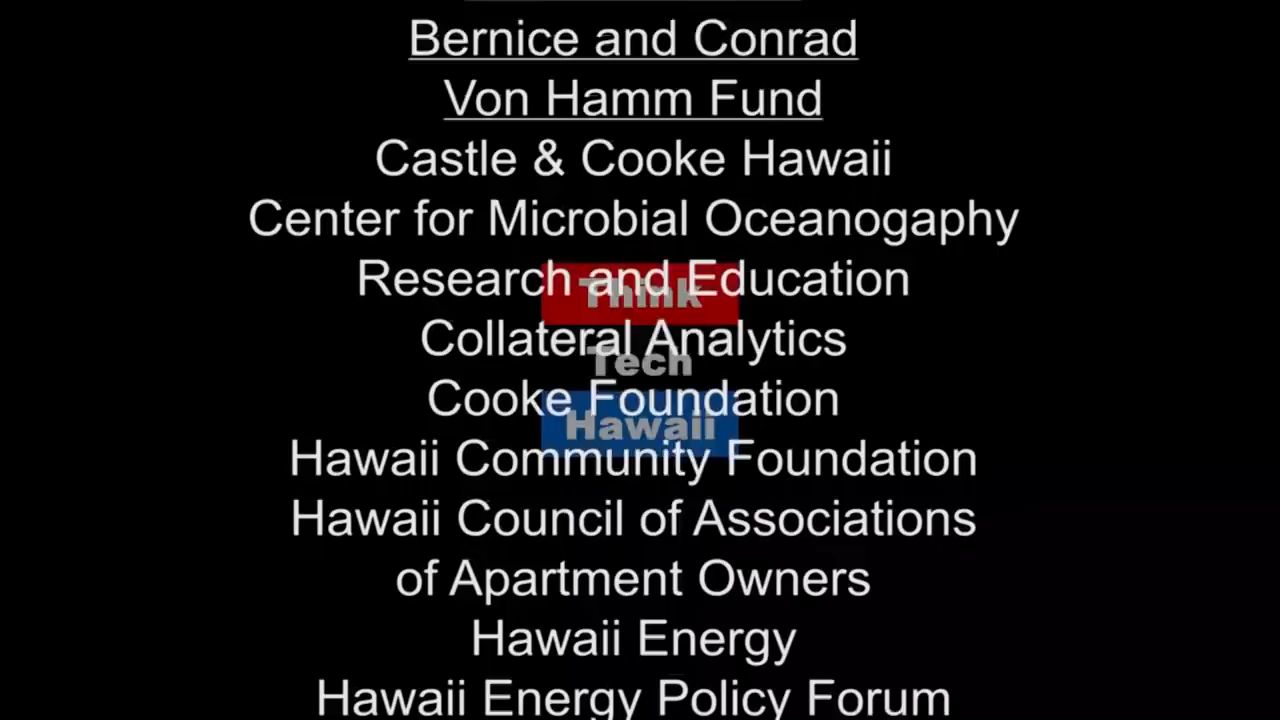 Bernice and Conrad
Von Hamm Fund
Castle & Cooke Hawaii
Center for Microbial Oceanogaphy
Research and Education
Think
Collateral Analytics
Tech
Cooke Foundation
Hawaii
Hawaii Community Foundation
Hawaii Council of Associations
of Apartment Owners
Hawaii Energy
Hawaii Energy Policy Forum